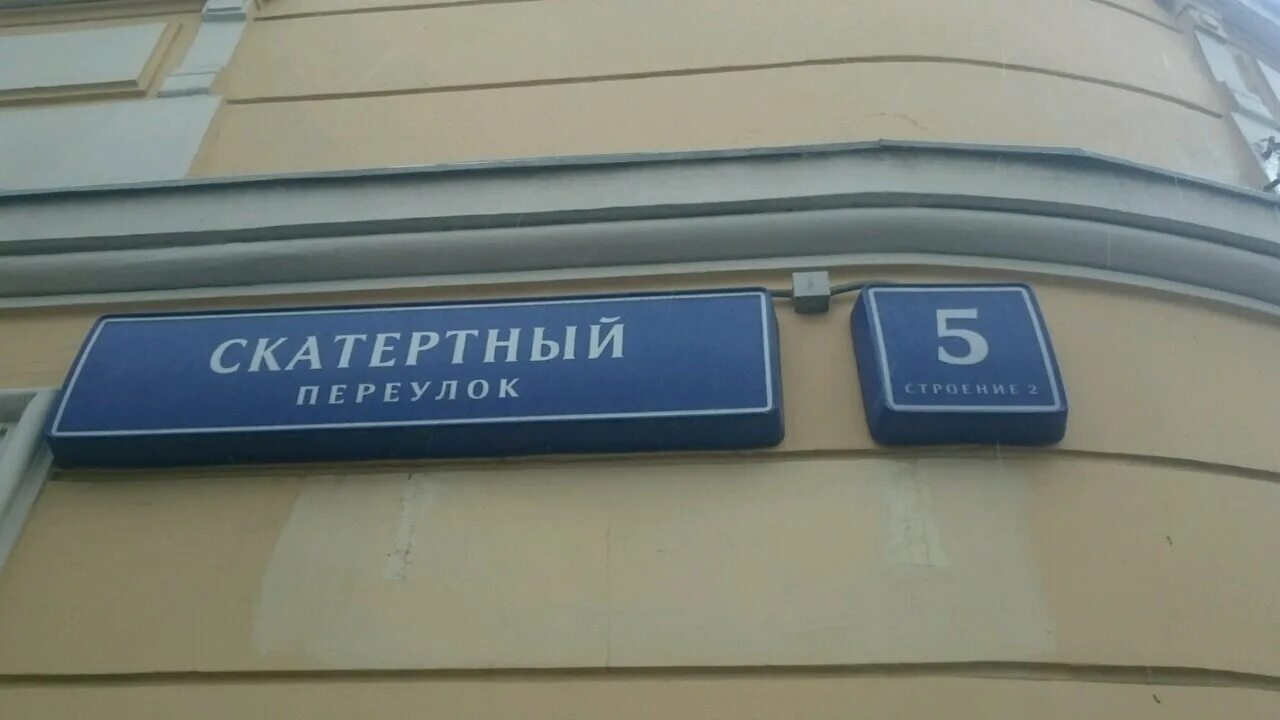 СКАТЕРТНЫЙ
ПЕРЕУЛОК
5
СТРОЕНИЕ 2